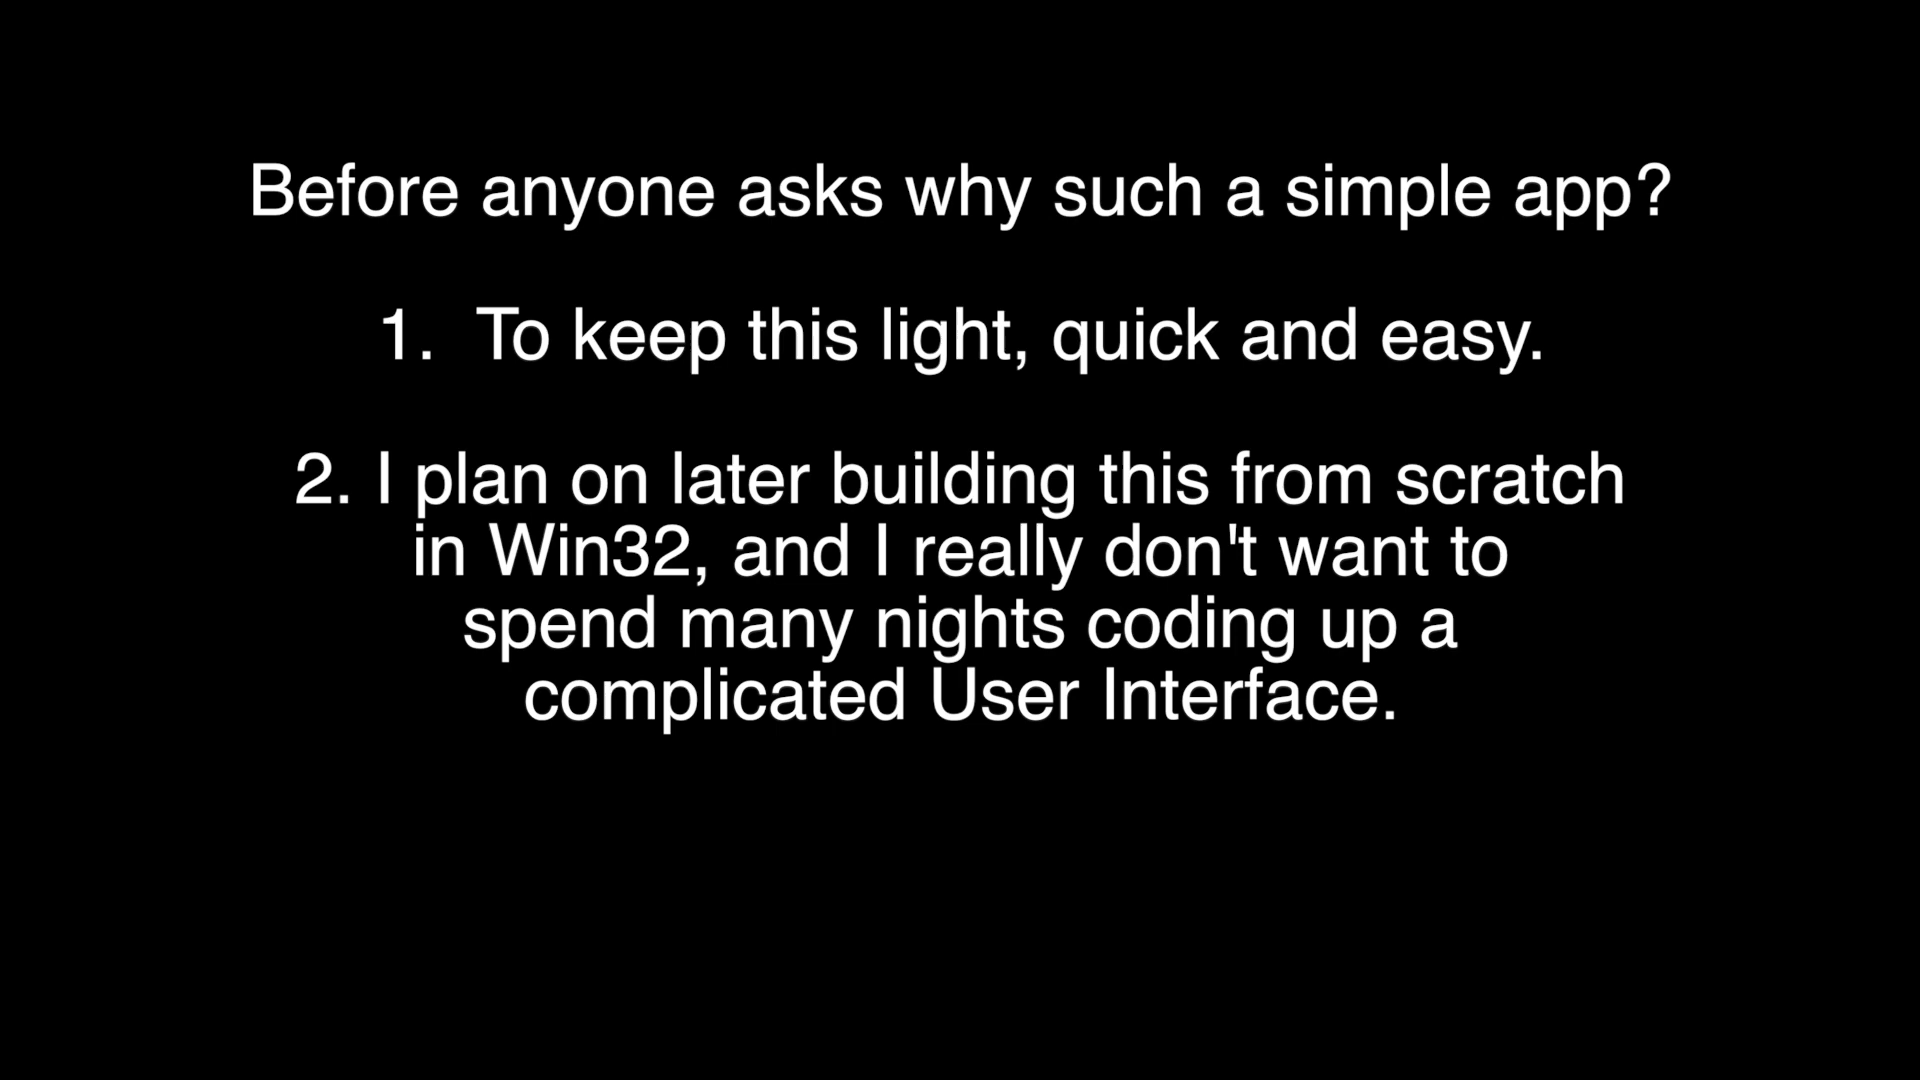 Before anyone asks why such a simple app?
1. To keep this light, quick and easy.
2. I plan on later building this from scratch
in Win32, and I really don't want to
spend many nights coding up a
complicated User Interface.